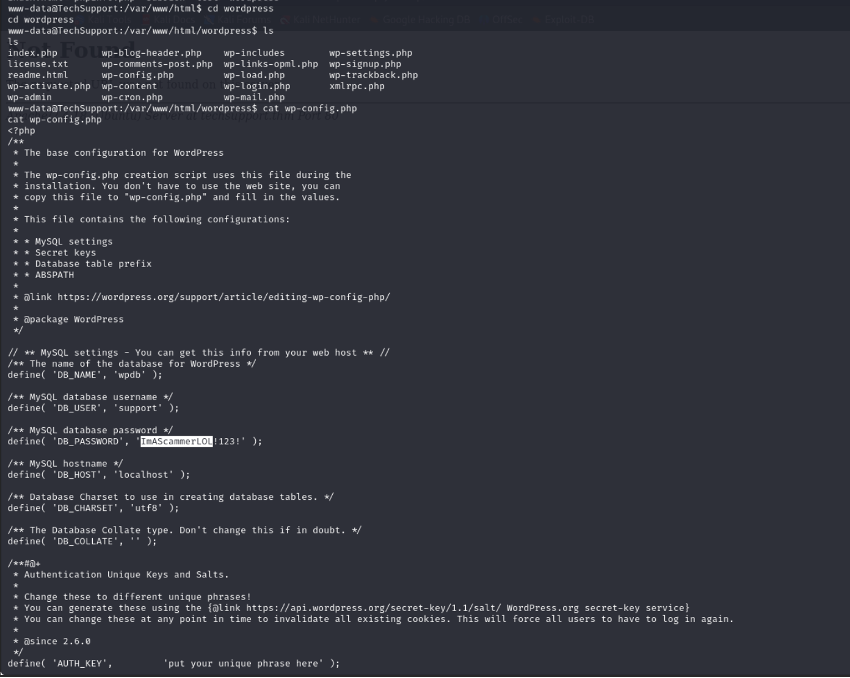 www-data@TechSupport:/var/www/html$ cd wordpress
cd wordpress
www-data@TechSupport:/var/www/html/wordpress$ ls
ls
index.php wp-blog-header.php wp-includes wp-settings.php
license.txt wp-comments-post.php wp-links-opml.php wp-signup.php
readme.html wp-config.php wp-load.php wp-trackback.php
wp-activate.php wp-content wp-login.php xmlrpc.php
wp-admin wp-cron.php wp-mail.php
www-data@TechSupport:/var/www/html/wordpress$ cat wp-config.php
cat wp-config.php
<?php
/**
 * The base configuration for WordPress
 *
 * The wp-config.php creation script uses this file during the
 * installation. You don't have to use the web site, you can
 * copy this file to "wp-config.php" and fill in the values.
 *
 * This file contains the following configurations:
 *
 * * MySQL settings
 * * Secret keys
 * * Database table prefix
 * * ABSPATH
 *
 * @link https://wordpress.org/support/article/editing-wp-config-php/
 *
 * @package WordPress
 */
// ** MySQL settings - You can get this info from your web host ** //
/** The name of the database for WordPress */
define( 'DB_NAME', 'wpdb' );
/** MySQL database username */
define( 'DB_USER', 'support' );
/** MySQL database password */
define( 'DB_PASSWORD', 'ImAScammerLOL!123!' );
/** MySQL hostname */
define( 'DB_HOST', 'localhost' );
/** Database Charset to use in creating database tables. */
define( 'DB_CHARSET', 'utf8' );
/** The Database Collate type. Don't change this if in doubt. */
define( 'DB_COLLATE', '' );
/**#@+
 * Authentication Unique Keys and Salts.
 *
 * Change these to different unique phrases!
 * You can generate these using the {@link https://api.wordpress.org/secret-key/1.1/salt/ WordPress.org secret-key service}
 * You can change these at any point in time to invalidate all existing cookies. This will force all users to have to log in again.
 *
 * @since 2.6.0
 */
define( 'AUTH_KEY', 'put your unique phrase here' );